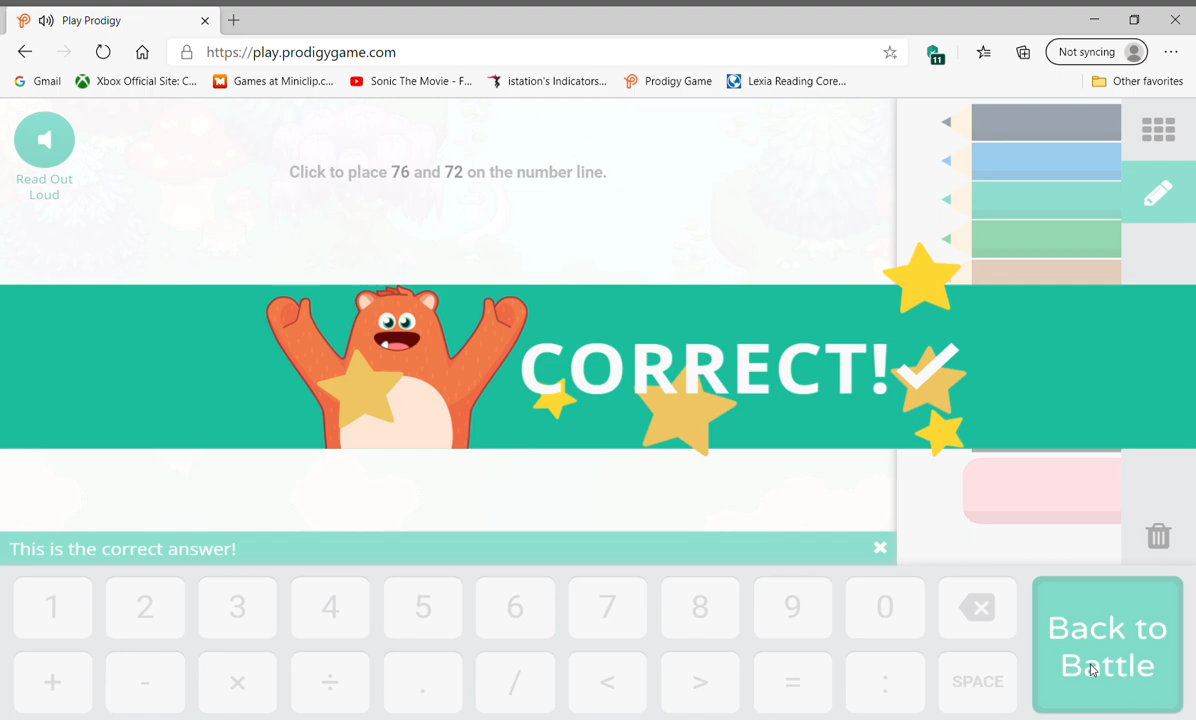 Play Prodigy
https://play.prodigygame.com
11
Not syncing
Gmail
Xbox Official Site: C...
Games at Miniclip.c...
Sonic The Movie - F...
istation's Indicators...
Prodigy Game
Lexia Reading Core...
Other favorites
Read Out
Loud
Click to place 76 and 72 on the number line.
CORRECT!
This is the correct answer!
1 2 3 4 5 6 7 8 9 0
+ - × ÷ . / < > = : SPACE
Back to
Battle